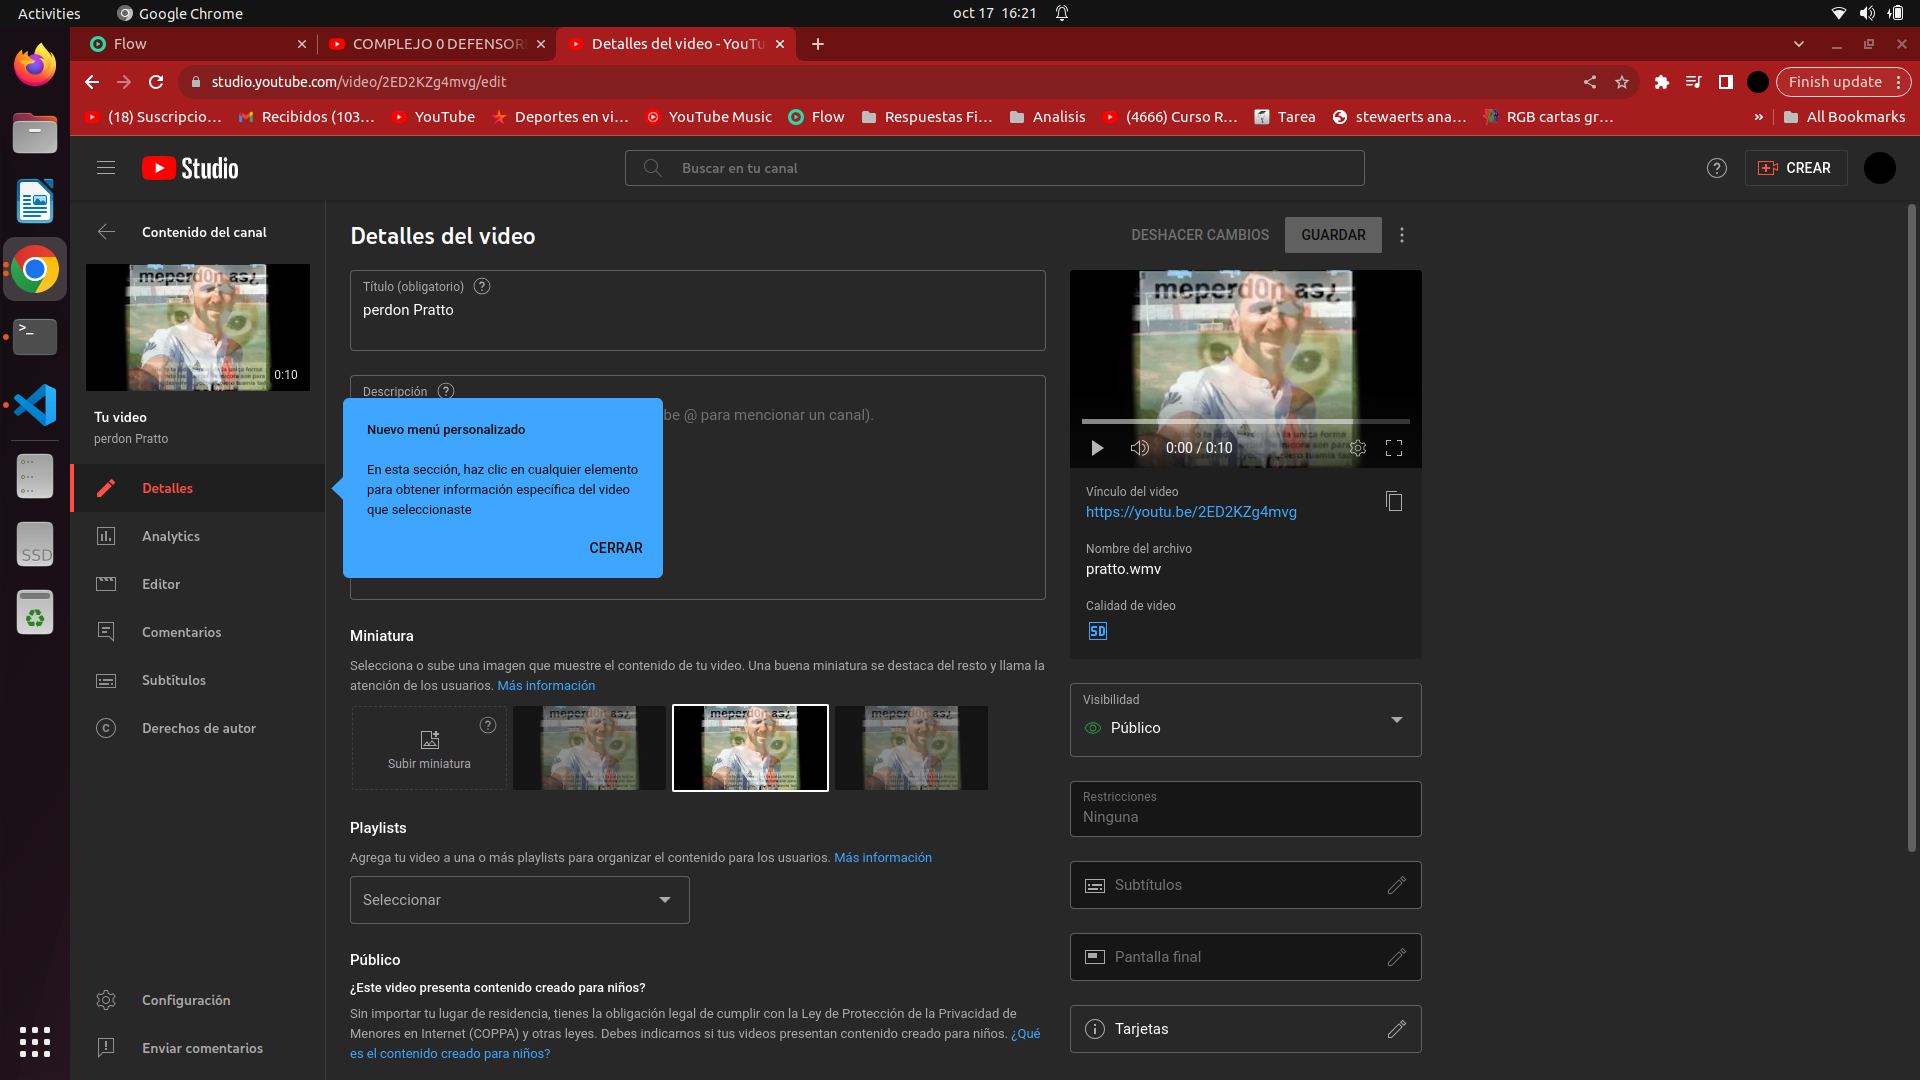 Activities
Google Chrome
oct 17 16:21
Flow
COMPLEJO 0 DEFENSOR
Detalles del video - YouTu
studio.youtube.com/video/2ED2KZg4mvg/edit
Finish update
(18) Suscripcio…
Recibidos (103…
YouTube
Deportes en vi…
YouTube Music
Flow
Respuestas Fi…
Analisis
(4666) Curso R…
Tarea
stewaerts ana…
RGB cartas gr…
»
All Bookmarks
Studio
Buscar en tu canal
CREAR
Contenido del canal
meperd0n as¿
0:10
Tu video
perdon Pratto
Detalles
Analytics
Editor
Comentarios
Subtítulos
Derechos de autor
Configuración
Enviar comentarios
SSD
Detalles del video
DESHACER CAMBIOS
GUARDAR
Título (obligatorio)
perdon Pratto
Descripción
be @ para mencionar un canal).
Nuevo menú personalizado
En esta sección, haz clic en cualquier elemento
para obtener información específica del video
que seleccionaste
CERRAR
Miniatura
Selecciona o sube una imagen que muestre el contenido de tu video. Una buena miniatura se destaca del resto y llama la
atención de los usuarios. Más información
Subir miniatura
meperd0n as¿
meperd0n as¿
meperd0n as¿
Playlists
Agrega tu video a una o más playlists para organizar el contenido para los usuarios. Más información
Seleccionar
Público
¿Este video presenta contenido creado para niños?
Sin importar tu lugar de residencia, tienes la obligación legal de cumplir con la Ley de Protección de la Privacidad de
Menores en Internet (COPPA) y otras leyes. Debes indicarnos si tus videos presentan contenido creado para niños. ¿Qué
es el contenido creado para niños?
meperd0n as¿
0:00 / 0:10
Vínculo del video
https://youtu.be/2ED2KZg4mvg
Nombre del archivo
pratto.wmv
Calidad de video
SD
Visibilidad
Público
Restricciones
Ninguna
Subtítulos
Pantalla final
Tarjetas